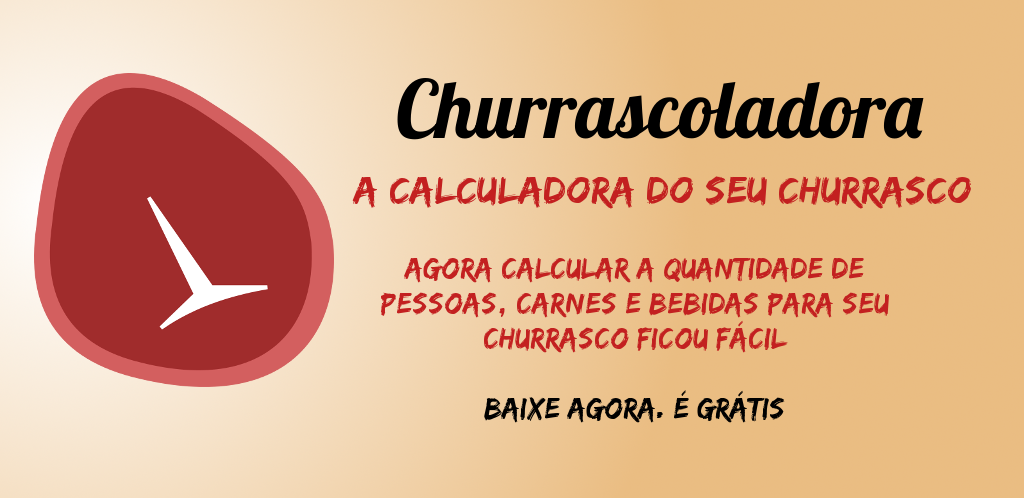 Churrascoladora
A CALCULADORA DO SEU CHURRASCO
AGORA CALCULAR A QUANTIDADE DE
PESSOAS, CARNES E BEBIDAS PARA SEU
CHURRASCO FICOU FÁCIL
BAIXE AGORA. É GRÁTIS